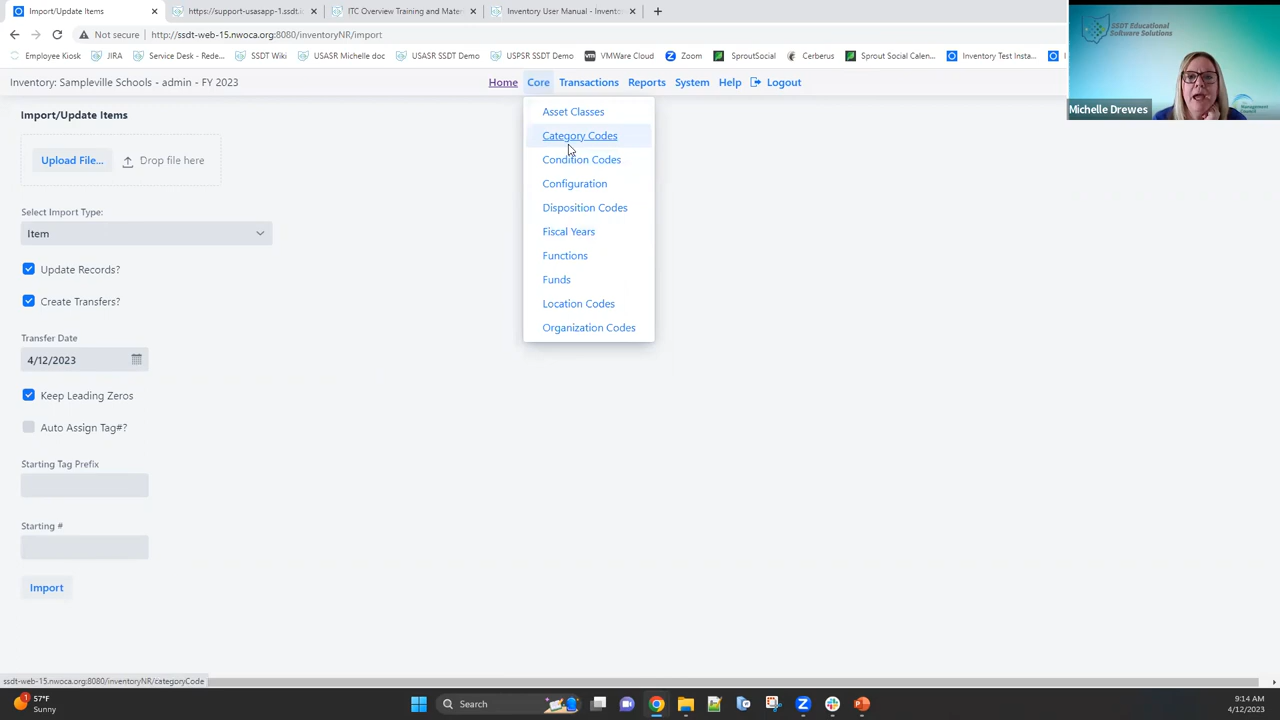 Import/Update Items
https://support-usasapp-1.ssdt.i
ITC Overview Training and Mater
Inventory User Manual - Invento
Not secure
http://ssdt-web-15.nwoca.org:8080/inventoryNR/import
Employee Kiosk
JIRA
Service Desk - Rede...
SSDT Wiki
USASR Michelle doc
USASR SSDT Demo
USPSR SSDT Demo
VMWare Cloud
Zoom
SproutSocial
Cerberus
Sprout Social Calen...
Inventory Test Insta...
Inventory: Sampleville Schools - admin - FY 2023
Home
Core
Transactions
Reports
System
Help
Logout
SSDT Educational
Software Solutions
Management
Council
Michelle Drewes
Import/Update Items
Upload File...
Drop file here
Select Import Type:
Item
Update Records?
Create Transfers?
Transfer Date
4/12/2023
Keep Leading Zeros
Auto Assign Tag#?
Starting Tag Prefix
Starting #
Import
Asset Classes
Category Codes
Condition Codes
Configuration
Disposition Codes
Fiscal Years
Functions
Funds
Location Codes
Organization Codes
ssdt-web-15.nwoca.org:8080/inventoryNR/categoryCode
1
57°F
Sunny
Search
9:14 AM
4/12/2023